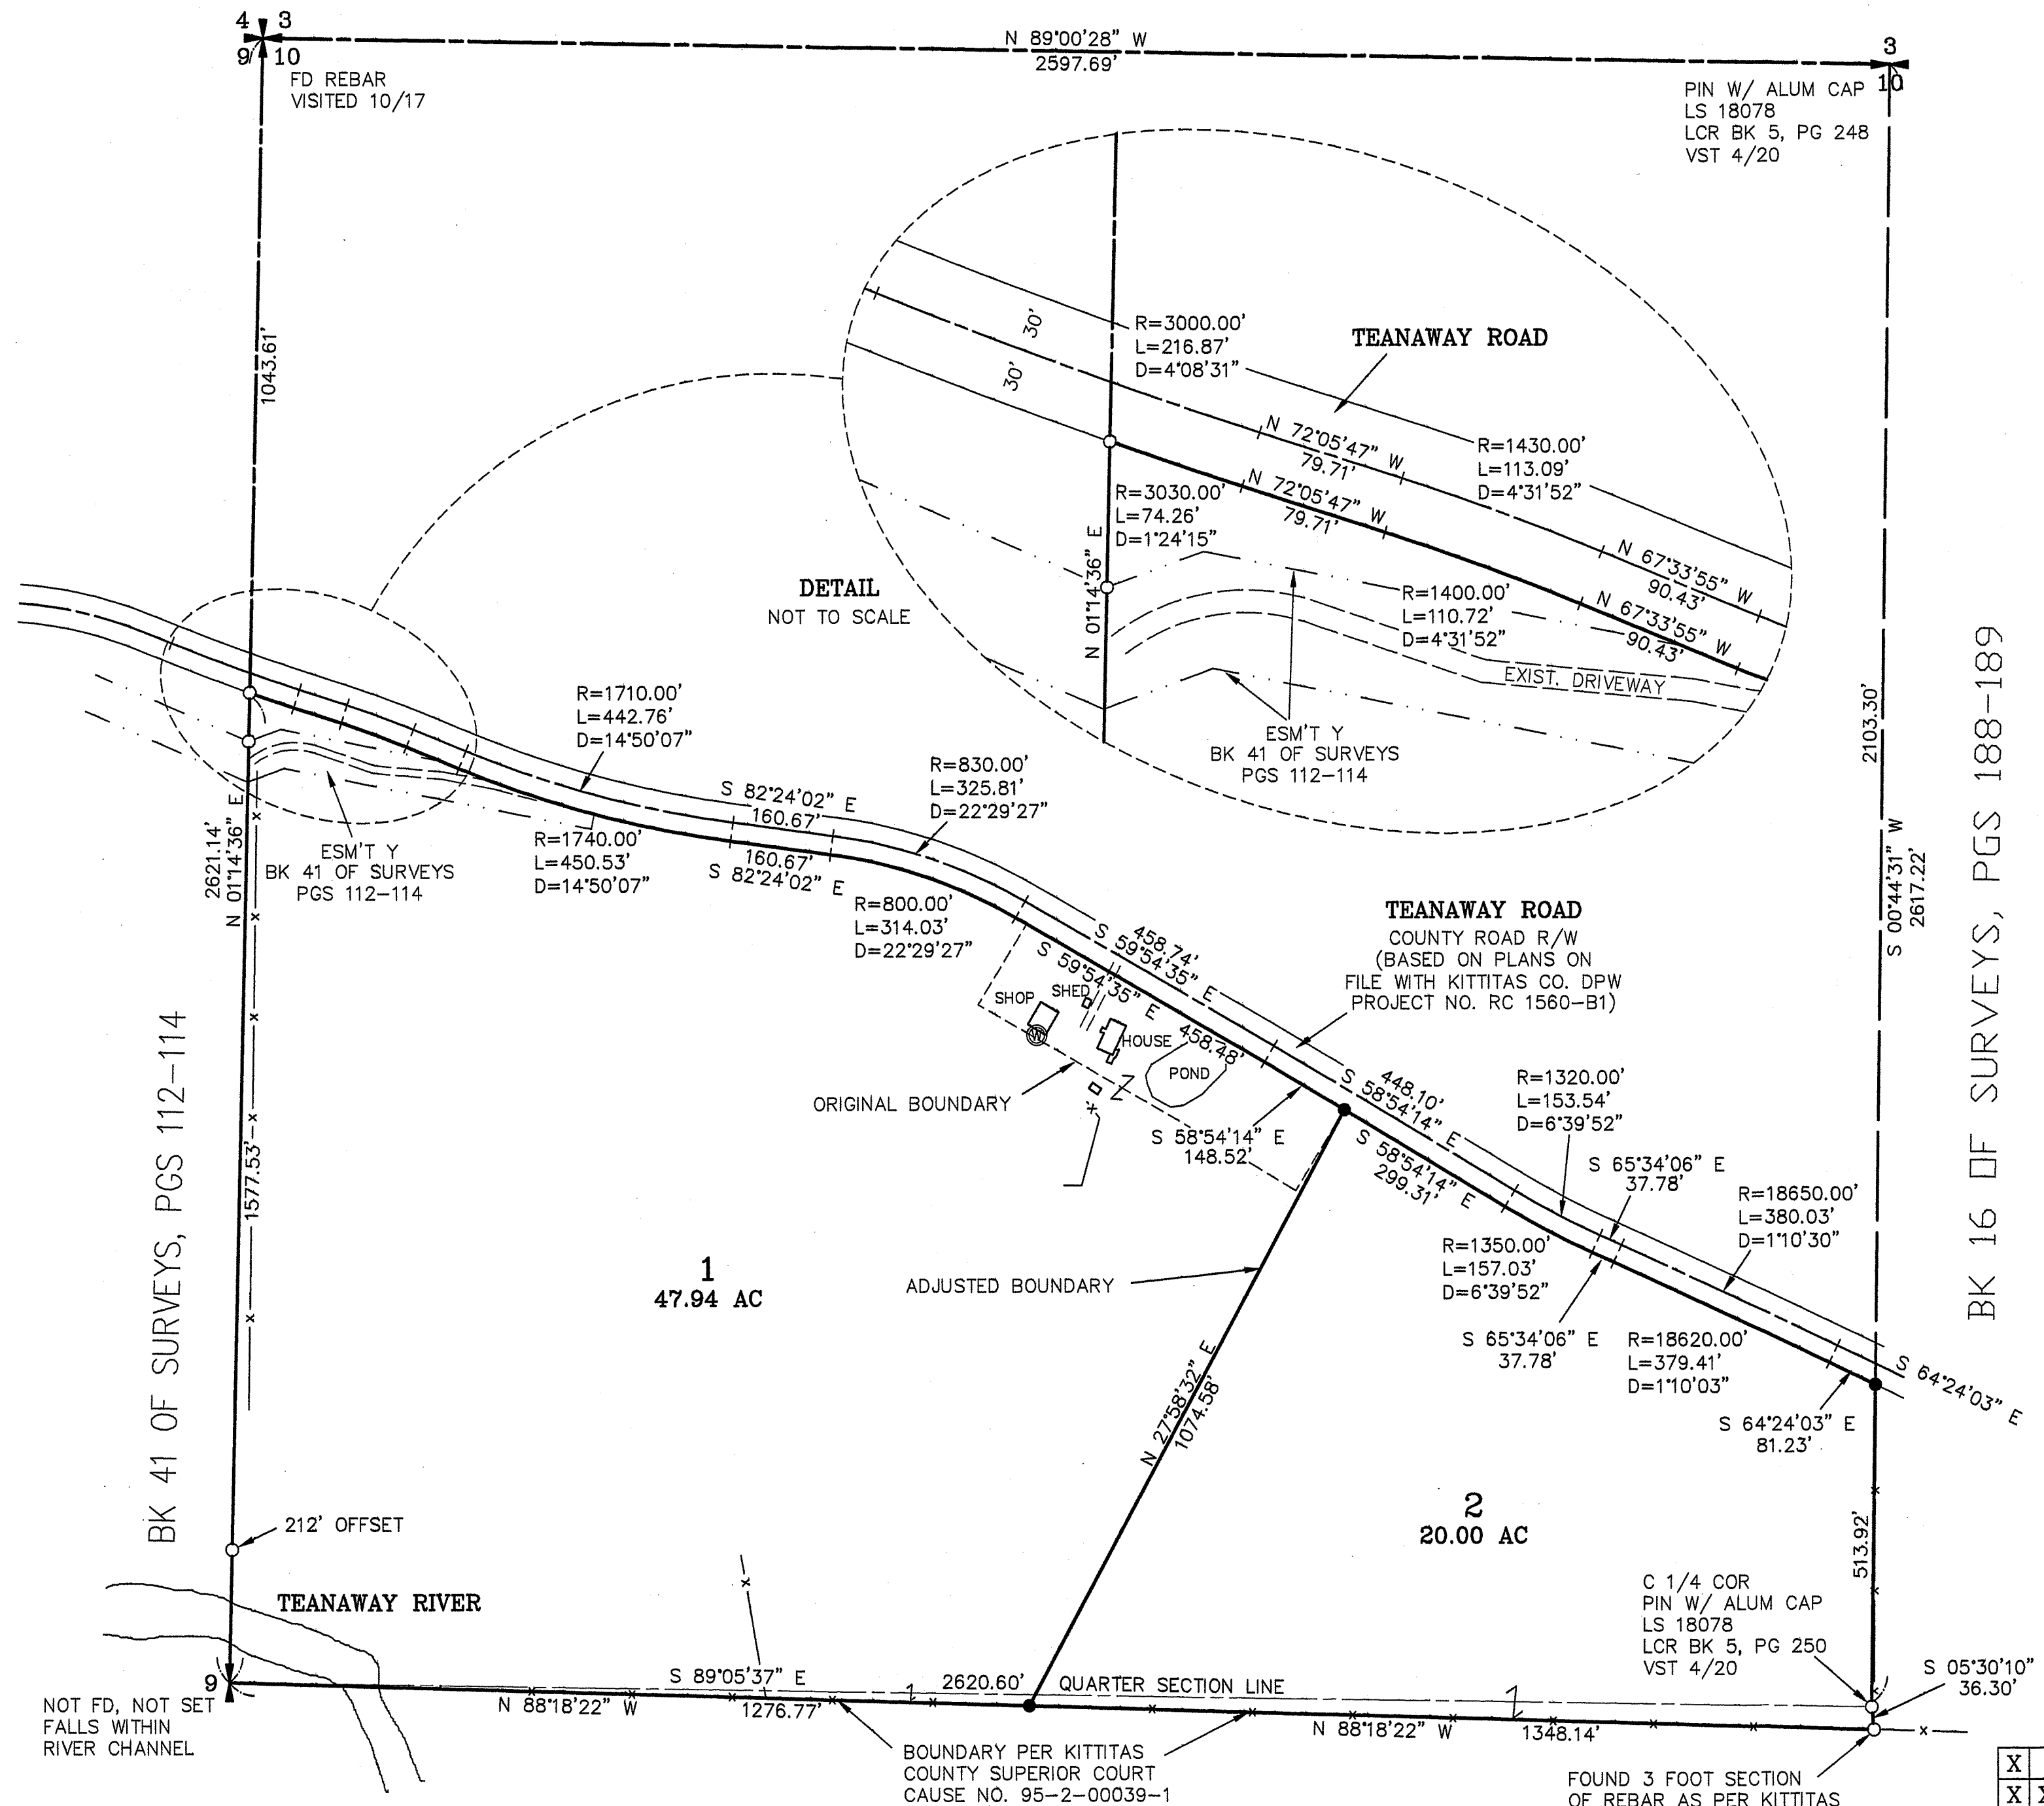 4 3
9 10
N 89°00'28" W
2597.69'
3
10
FD REBAR
VISITED 10/17
PIN W/ ALUM CAP
LS 18078
LCR BK 5, PG 248
VST 4/20
1043.61'
30'
30'
R=3000.00'
L=216.87'
D=4°08'31"
TEANAWAY ROAD
N 72°05'47" W
79.71'
R=1430.00'
L=113.09'
D=4°31'52"
N 72°05'47" W
79.71'
R=3030.00'
L=74.26'
D=1°24'15"
N 01°14'36" E
N 67°33'55" W
90.43'
R=1400.00'
L=110.72'
D=4°31'52"
N 67°33'55" W
90.43'
EXIST. DRIVEWAY
DETAIL
NOT TO SCALE
ESM'T Y
BK 41 OF SURVEYS
PGS 112-114
2103.30'
S 00°44'31" W
2617.22'
BK 16 OF SURVEYS, PGS 188-189
R=1710.00'
L=442.76'
D=14°50'07"
S 82°24'02" E
160.67'
R=830.00'
L=325.81'
D=22°29'27"
2621.14'
N 01°14'36" E
ESM'T Y
BK 41 OF SURVEYS
PGS 112-114
R=1740.00'
L=450.53'
D=14°50'07"
160.67'
S 82°24'02" E
R=800.00'
L=314.03'
D=22°29'27"
TEANAWAY ROAD
COUNTY ROAD R/W
(BASED ON PLANS ON
FILE WITH KITTITAS CO. DPW
PROJECT NO. RC 1560-B1)
458.74'
S 59°54'35" E
S 59°54'35" E
458.48'
SHOP
SHED
W
HOUSE
POND
ORIGINAL BOUNDARY
S 58°54'14" E
148.52'
448.10'
S 58°54'14" E
S 58°54'14" E
299.31'
R=1320.00'
L=153.54'
D=6°39'52"
S 65°34'06" E
37.78'
R=18650.00'
L=380.03'
D=1°10'30"
R=1350.00'
L=157.03'
D=6°39'52"
S 65°34'06" E
37.78'
R=18620.00'
L=379.41'
D=1°10'03"
S 64°24'03" E
S 64°24'03" E
81.23'
BK 41 OF SURVEYS, PGS 112-114
1577.53'
1
47.94 AC
ADJUSTED BOUNDARY
N 27°58'32" E
1074.58'
2
20.00 AC
513.92'
212' OFFSET
TEANAWAY RIVER
C 1/4 COR
PIN W/ ALUM CAP
LS 18078
LCR BK 5, PG 250
VST 4/20
S 05°30'10" E
36.30'
9
NOT FD, NOT SET
FALLS WITHIN
RIVER CHANNEL
S 89°05'37" E
2620.60'
QUARTER SECTION LINE
N 88°18'22" W
1276.77'
N 88°18'22" W
1348.14'
BOUNDARY PER KITTITAS
COUNTY SUPERIOR COURT
CAUSE NO. 95-2-00039-1
FOUND 3 FOOT SECTION
OF REBAR AS PER KITTITAS
X
X